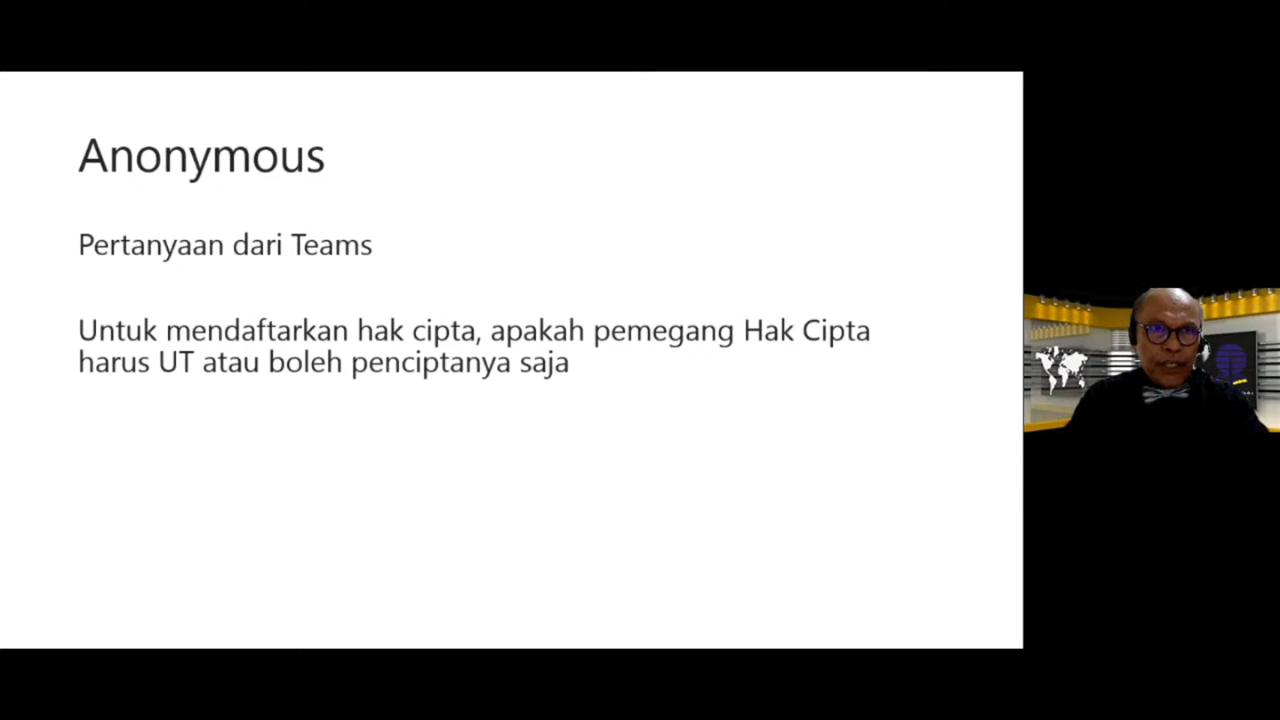 Anonymous
Pertanyaan dari Teams
Untuk mendaftarkan hak cipta, apakah pemegang Hak Cipta
harus UT atau boleh penciptanya saja